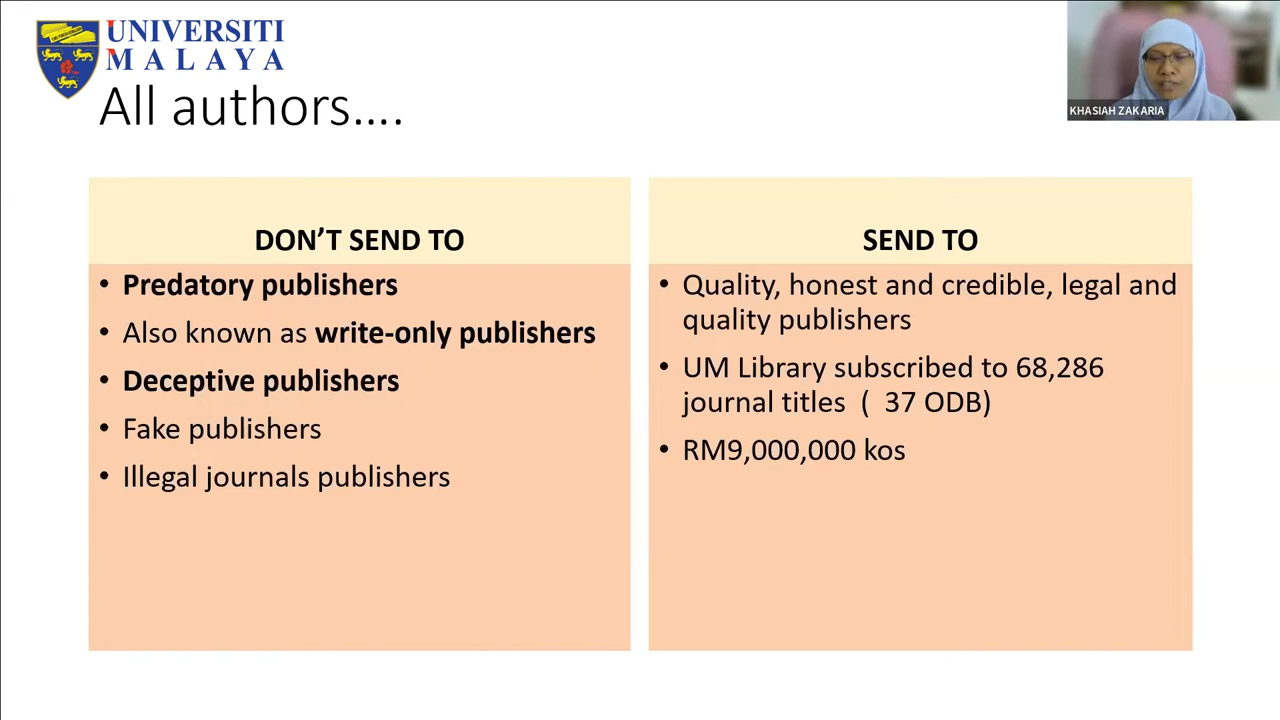 UNIVERSITI
MALAYA
All authors....
KHASIAH ZAKARIA
DON'T SEND TO
• Predatory publishers
• Also known as write-only publishers
• Deceptive publishers
• Fake publishers
• Illegal journals publishers
SEND TO
• Quality, honest and credible, legal and
quality publishers
• UM Library subscribed to 68,286
journal titles ( 37 ODB)
• RM9,000,000 kos